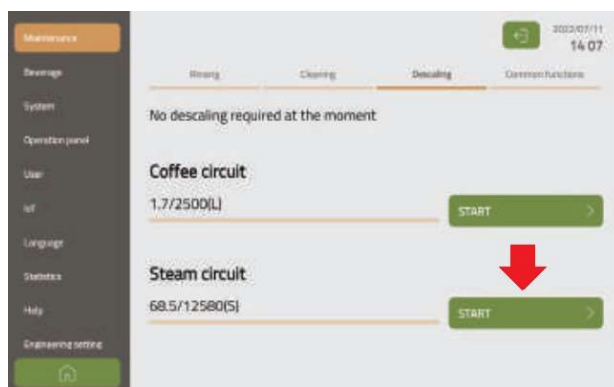 Maintenance
2022/07/11
14 07
Beverage
Rinsing
Cleaning
Descaling
Common functions
System
No descaling required at the moment
Operation panel
User
Coffee circuit
IoT
1.7/2500(L)
START
Language
Statistics
Steam circuit
Help
68.5/12580(S)
START
Engineering setting